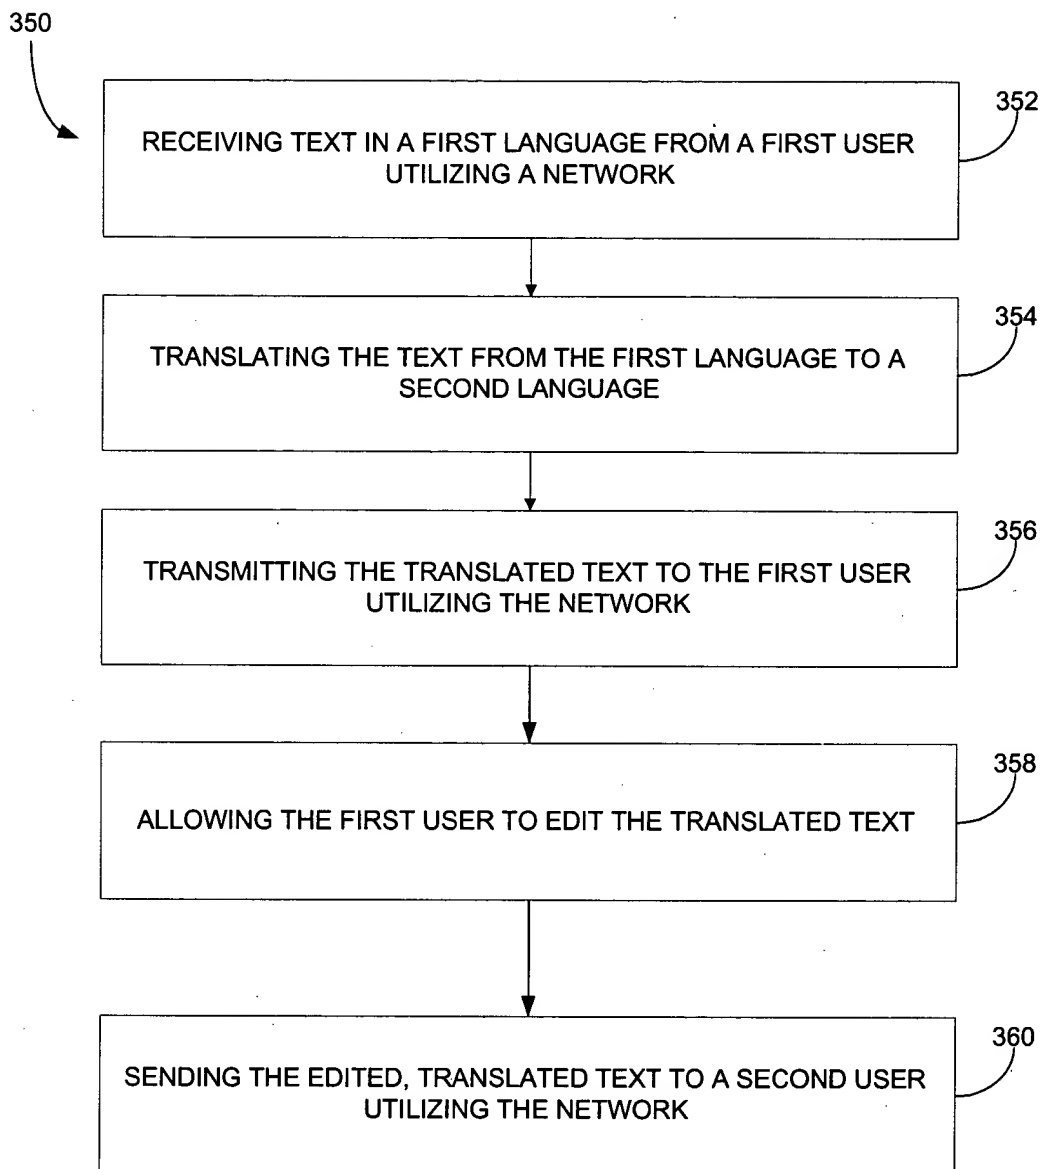 350
352
RECEIVING TEXT IN A FIRST LANGUAGE FROM A FIRST USER
UTILIZING A NETWORK
354
TRANSLATING THE TEXT FROM THE FIRST LANGUAGE TO A
SECOND LANGUAGE
356
TRANSMITTING THE TRANSLATED TEXT TO THE FIRST USER
UTILIZING THE NETWORK
358
ALLOWING THE FIRST USER TO EDIT THE TRANSLATED TEXT
360
SENDING THE EDITED, TRANSLATED TEXT TO A SECOND USER
UTILIZING THE NETWORK